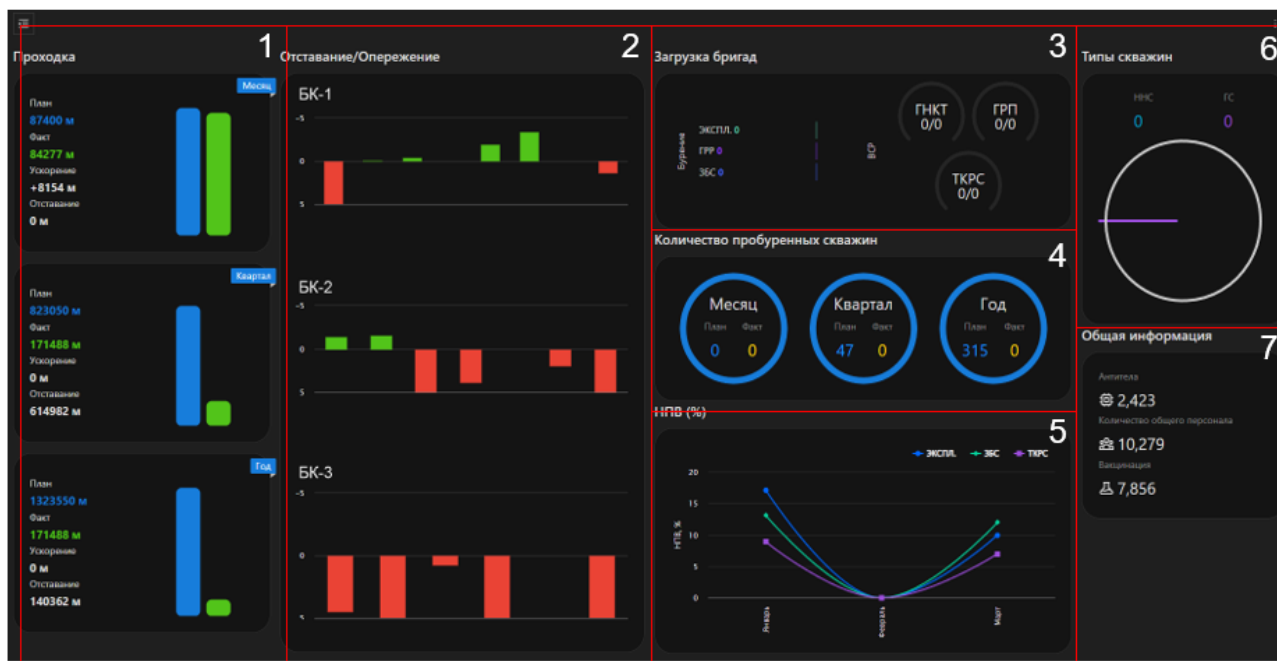 1
Проходка
Месяц
План
87400 м
Факт
84277 м
Ускорение
+8154 м
Отставание
0 м
Квартал
План
823050 м
Факт
171488 м
Ускорение
0 м
Отставание
614982 м
Год
План
1323550 м
Факт
171488 м
Ускорение
0 м
Отставание
140362 м
2
Отставание/Опережение
БК-1
-5
0
5
БК-2
-5
0
5
БК-3
-5
0
5
3
Загрузка бригад
Бурение
ЭКСПЛ. 0
ГРР 0
ЗБС 0
ВСР
ГНКТ
0/0
ГРП
0/0
ТКРС
0/0
4
Количество пробуренных скважин
Месяц
План Факт
0 0
Квартал
План Факт
47 0
Год
План Факт
315 0
5
НПВ (%)
ЭКСПЛ. ЗБС ТКРС
НПВ, %
20
15
10
5
0
Январь
Февраль
Март
6
Типы скважин
ННС ГС
0 0
7
Общая информация
Антитела
2,423
Количество общего персонала
10,279
Вакцинация
7,856